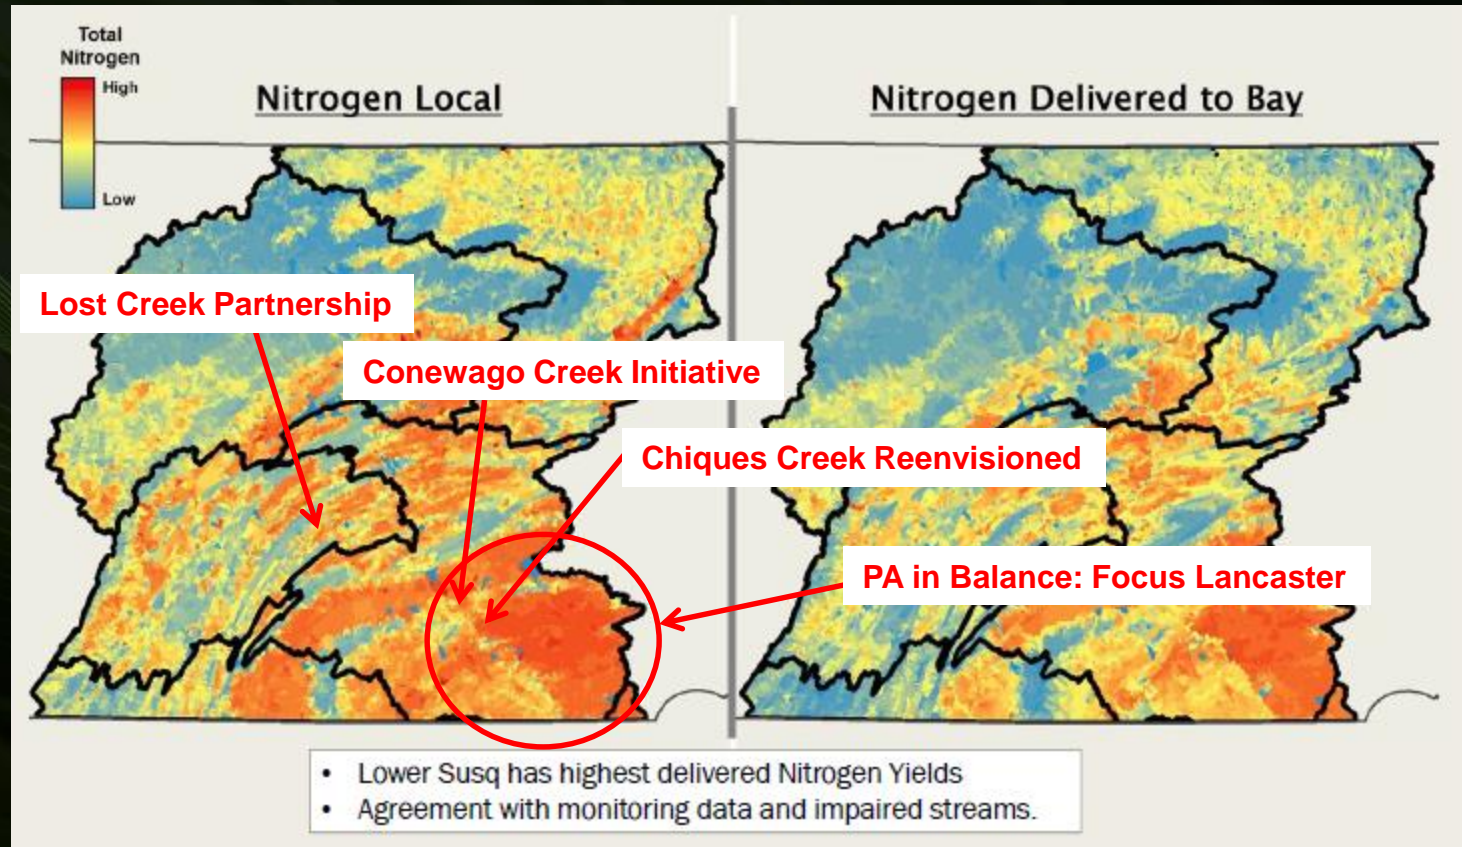 Total
Nitrogen
High
Low
Nitrogen Local
Nitrogen Delivered to Bay
Lost Creek Partnership
Conewago Creek Initiative
Chiques Creek Reenvisioned
PA in Balance: Focus Lancaster
• Lower Susq has highest delivered Nitrogen Yields
• Agreement with monitoring data and impaired streams.